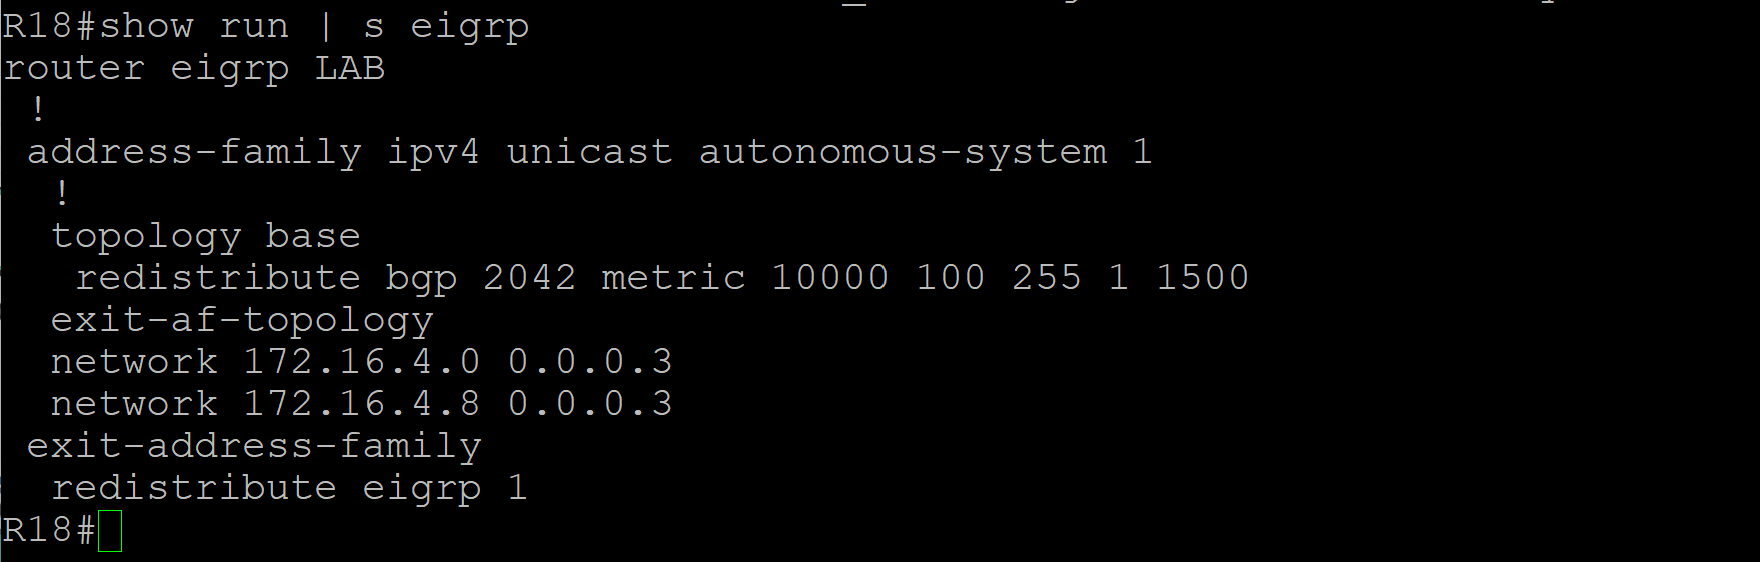 R18#show run | s eigrp
router eigrp LAB
 !
 address-family ipv4 unicast autonomous-system 1
  !
  topology base
   redistribute bgp 2042 metric 10000 100 255 1 1500
  exit-af-topology
  network 172.16.4.0 0.0.0.3
  network 172.16.4.8 0.0.0.3
 exit-address-family
  redistribute eigrp 1
R18#